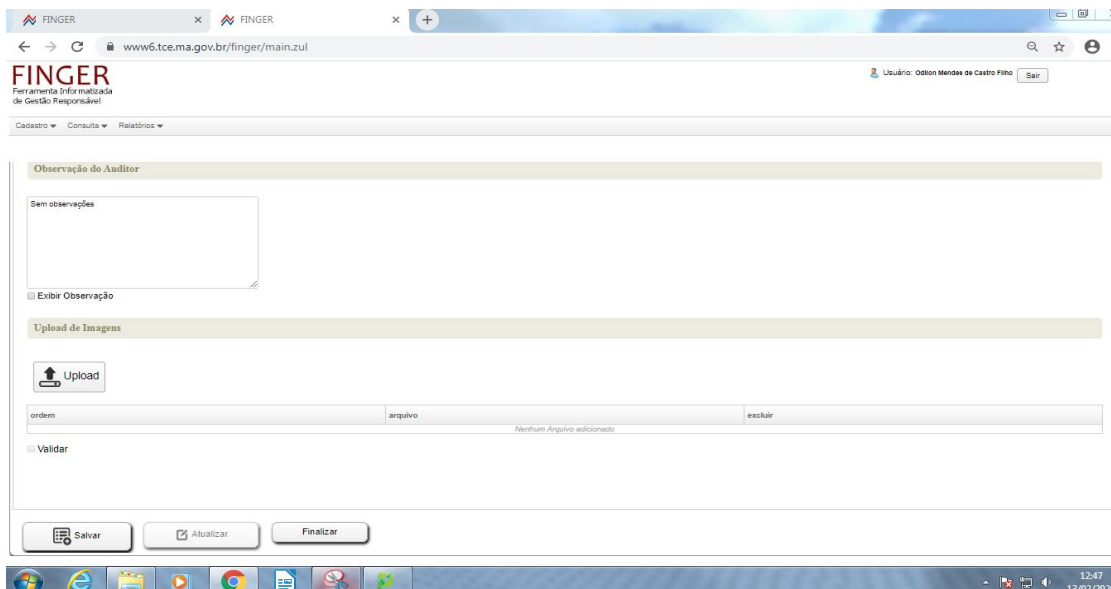 FINGER
FINGER
www6.tce.ma.gov.br/finger/main.zul
FINGER
Ferramenta Informatizada
de Gestão Responsável
Usuário: Odilon Mendes de Castro Filho Sair
Cadastro Consulta Relatórios
Observação do Auditor
Sem observações
Exibir Observação
Upload de Imagens
Upload
ordem arquivo excluir
Nenhum Arquivo adicionado
Validar
Salvar Atualizar Finalizar
12:47